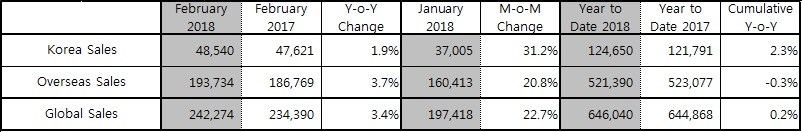 February 2018 February 2017 Y-o-Y Change January 2018 M-o-M Change Year to Date 2018 Year to Date 2017 Cumulative Y-o-Y
Korea Sales 48,540 47,621 1.9% 37,005 31.2% 124,650 121,791 2.3%
Overseas Sales 193,734 186,769 3.7% 160,413 20.8% 521,390 523,077 -0.3%
Global Sales 242,274 234,390 3.4% 197,418 22.7% 646,040 644,868 0.2%